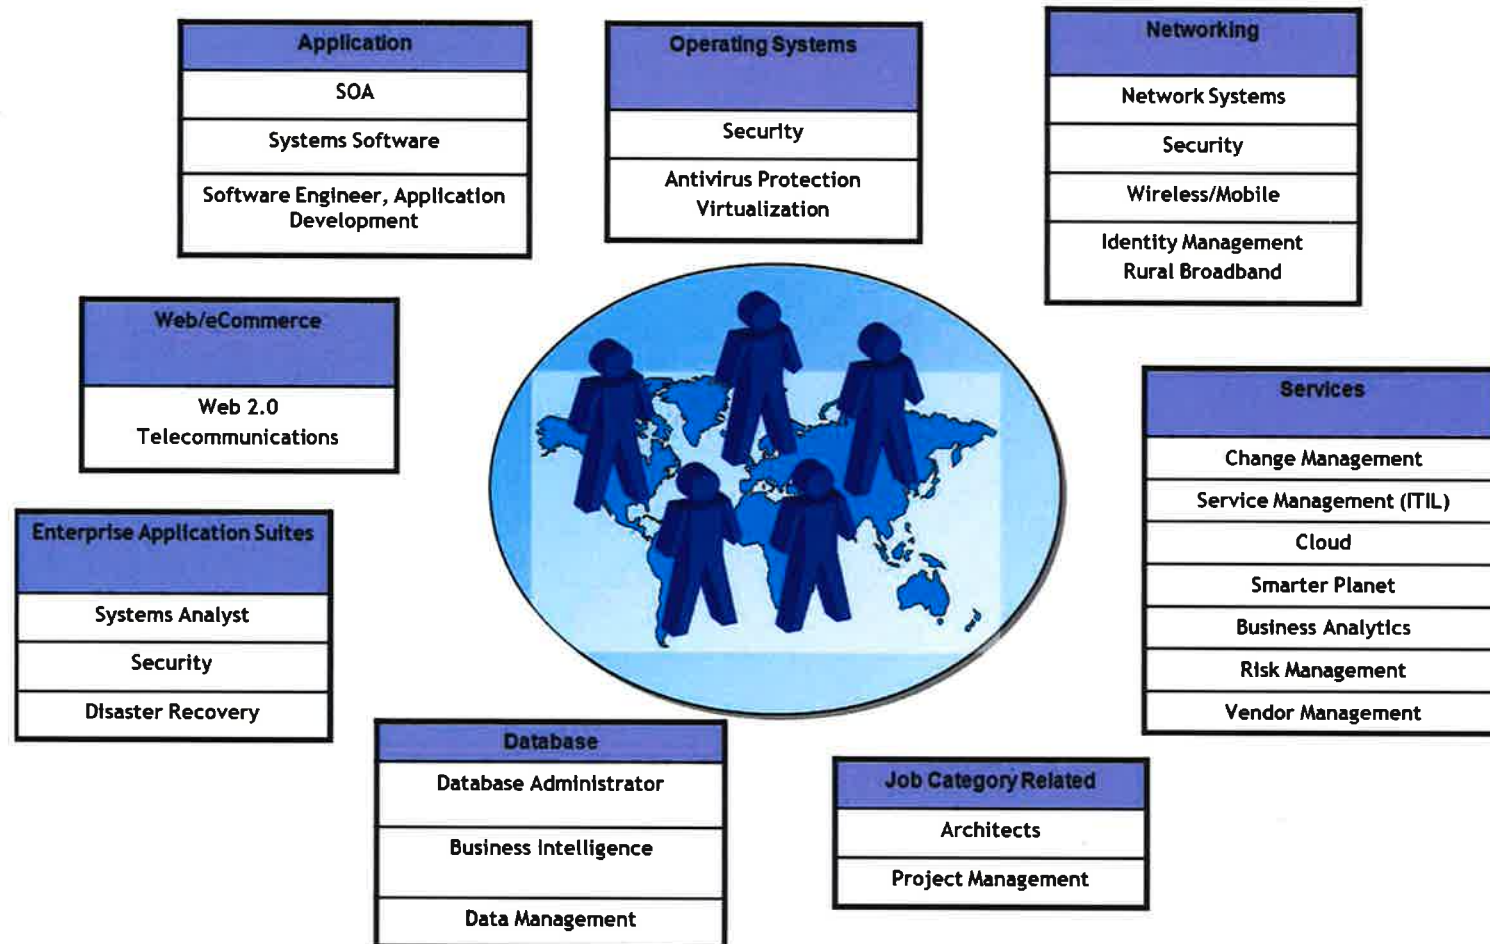 Application
SOA
Systems Software
Software Engineer, Application
Development
Operating Systems
Security
Antivirus Protection
Virtualization
Networking
Network Systems
Security
Wireless/Mobile
Identity Management
Rural Broadband
Web/eCommerce
Web 2.0
Telecommunications
Services
Change Management
Service Management (ITIL)
Cloud
Smarter Planet
Business Analytics
Risk Management
Vendor Management
Enterprise Application Suites
Systems Analyst
Security
Disaster Recovery
Database
Database Administrator
Business Intelligence
Data Management
Job Category Related
Architects
Project Management